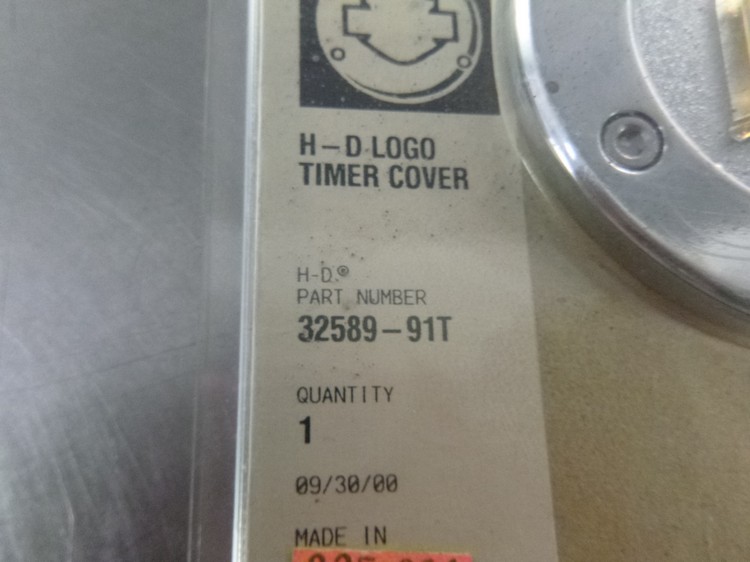 H-D LOGO
TIMER COVER
H-D.®
PART NUMBER
32589-91T
QUANTITY
1
09/30/00
MADE IN